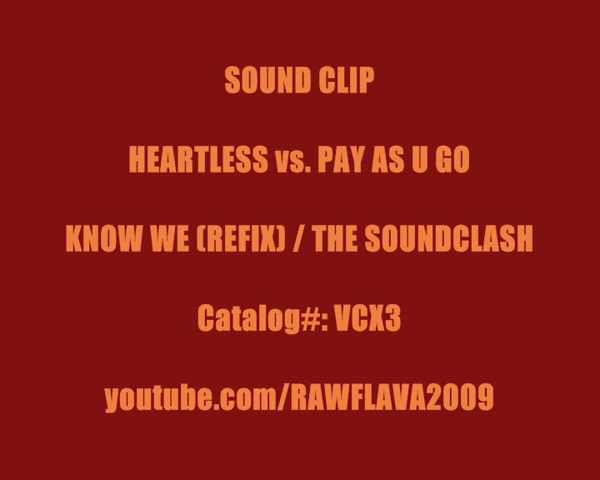 SOUND CLIP
HEARTLESS vs. PAY AS U GO
KNOW WE (REFIX) / THE SOUNDCLASH
Catalog#: VCX3
youtube.com/RAWFLAVA2009